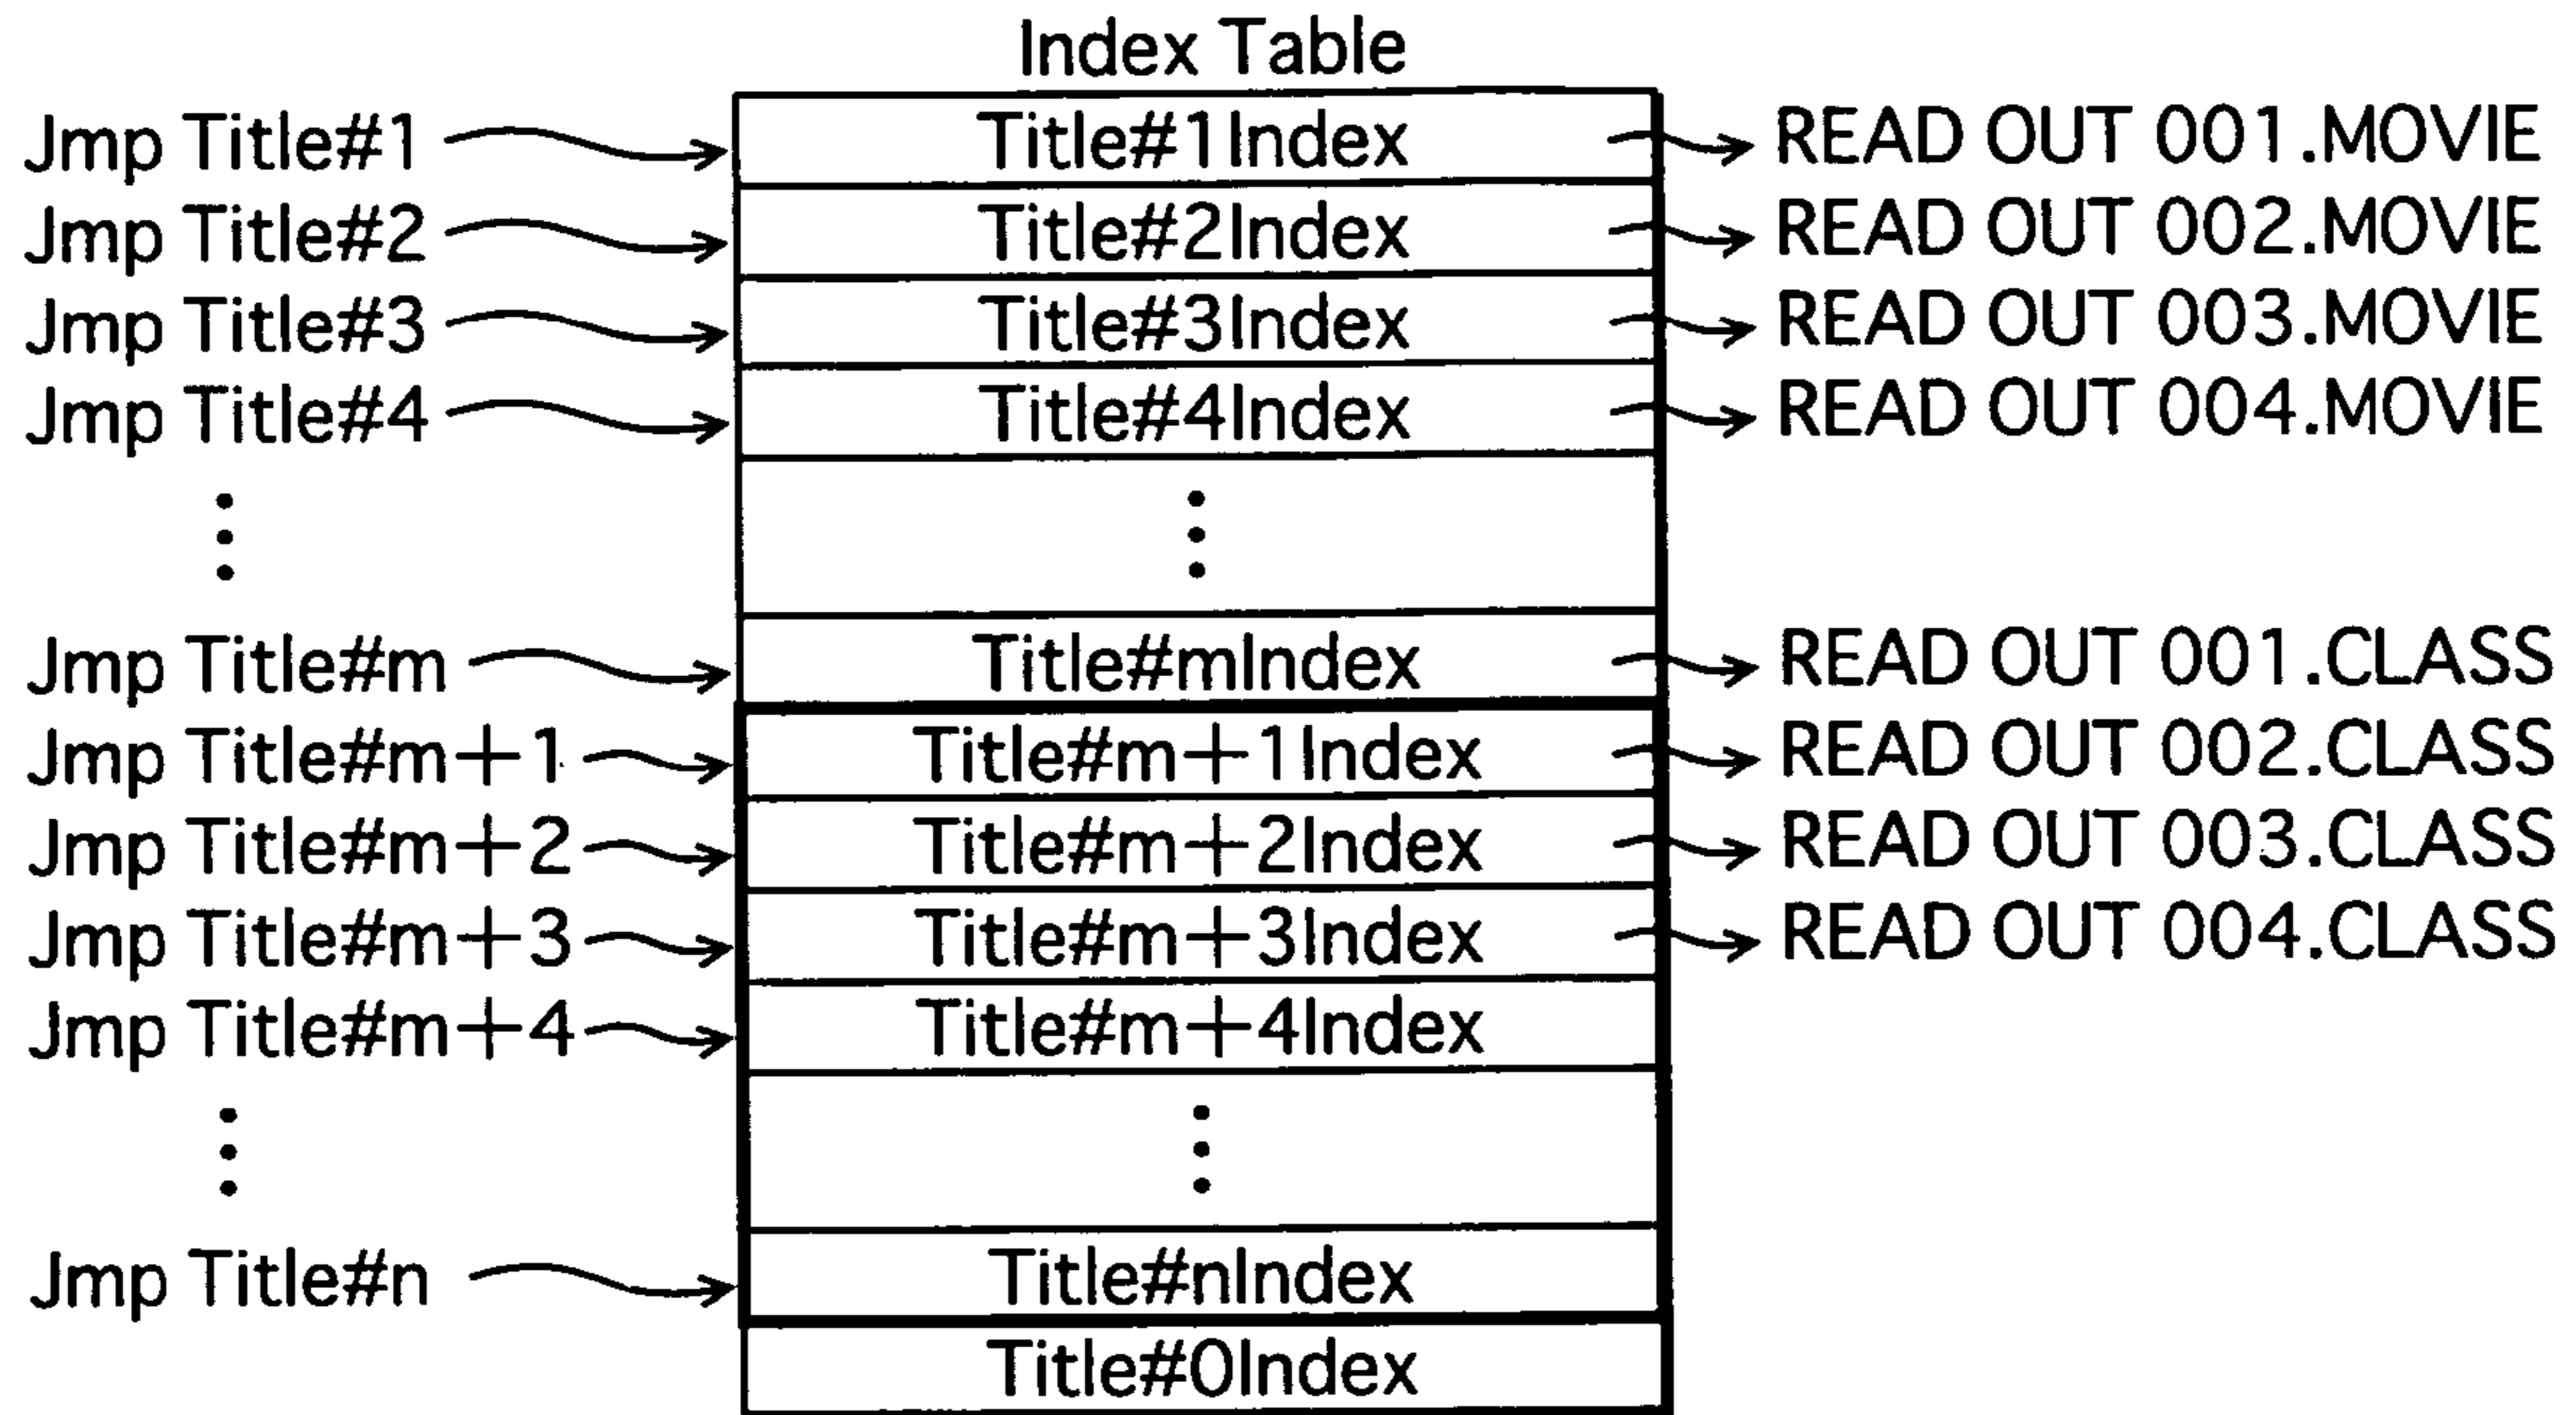 Index Table
Jmp Title#1 Title#1Index READ OUT 001.MOVIE
Jmp Title#2 Title#2Index READ OUT 002.MOVIE
Jmp Title#3 Title#3Index READ OUT 003.MOVIE
Jmp Title#4 Title#4Index READ OUT 004.MOVIE
Jmp Title#m Title#mIndex READ OUT 001.CLASS
Jmp Title#m+1 Title#m+1Index READ OUT 002.CLASS
Jmp Title#m+2 Title#m+2Index READ OUT 003.CLASS
Jmp Title#m+3 Title#m+3Index READ OUT 004.CLASS
Jmp Title#m+4 Title#m+4Index
Jmp Title#n Title#nIndex
Title#0Index